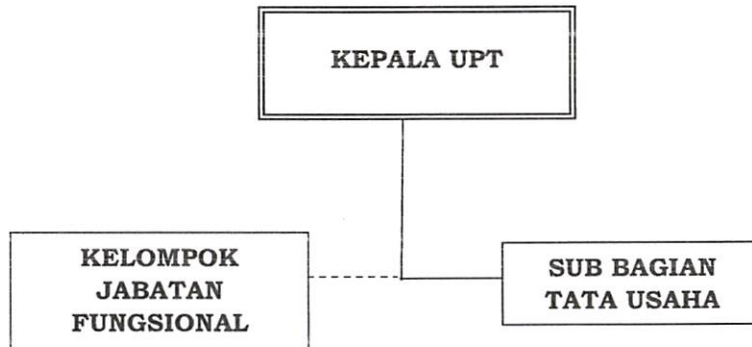 KEPALA UPT
KELOMPOK
JABATAN
FUNGSIONAL
SUB BAGIAN
TATA USAHA